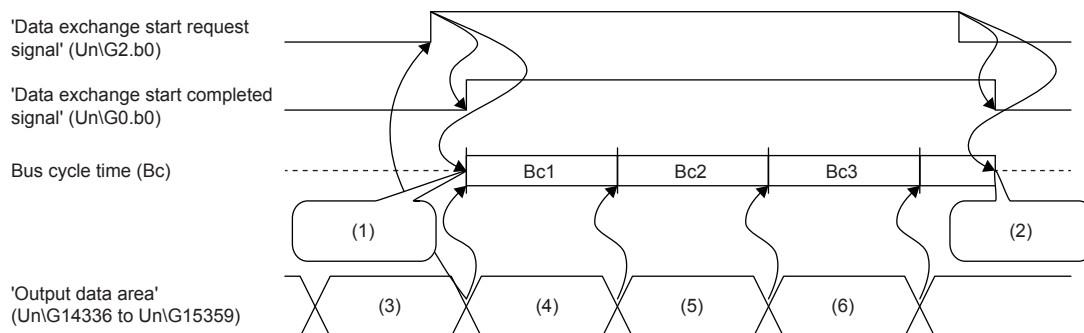 'Data exchange start request
signal' (Un\G2.b0)
'Data exchange start completed
signal' (Un\G0.b0)
Bus cycle time (Bc)
Bc1
Bc2
Bc3
(1)
(2)
'Output data area'
(Un\G14336 to Un\G15359)
(3)
(4)
(5)
(6)